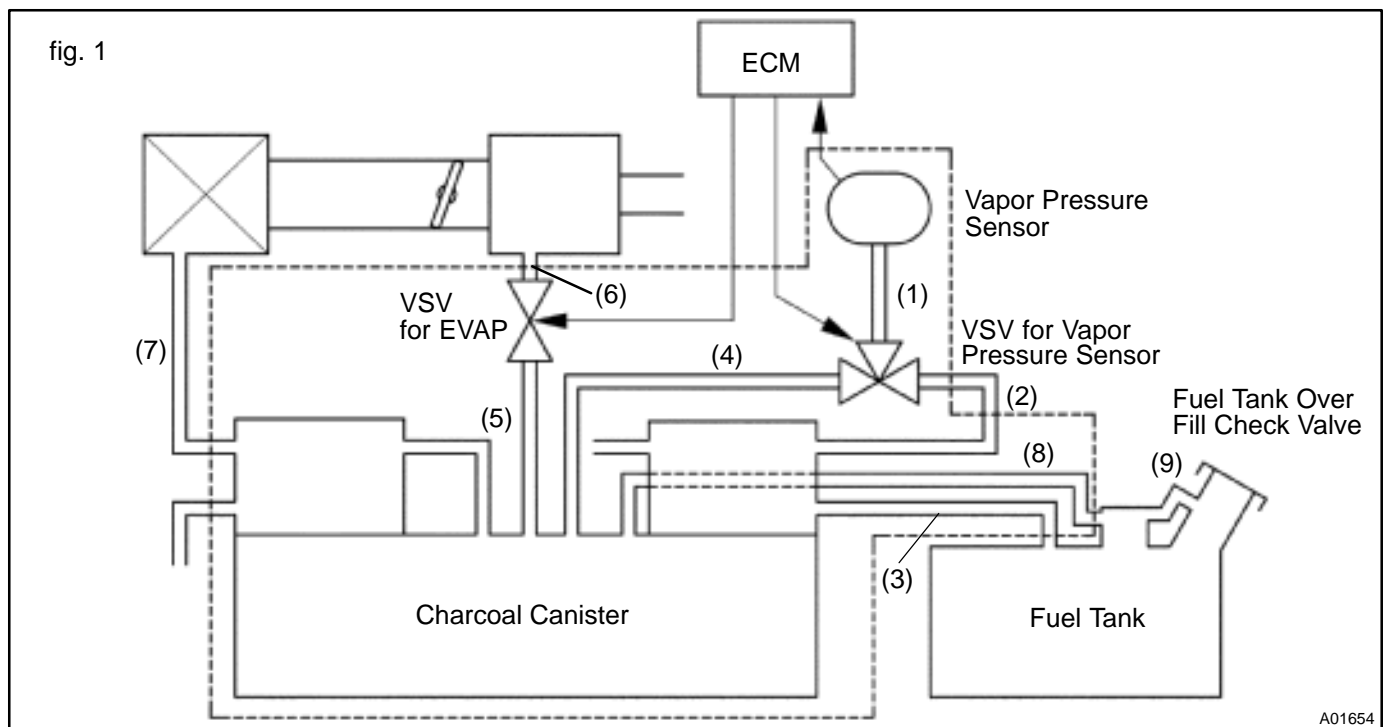 fig. 1
ECM
Vapor Pressure
Sensor
(6)
(1)
VSV
for EVAP
VSV for Vapor
Pressure Sensor
(7)
(4)
(2)
Fuel Tank Over
Fill Check Valve
(5)
(8)
(9)
(3)
Charcoal Canister
Fuel Tank
A01654